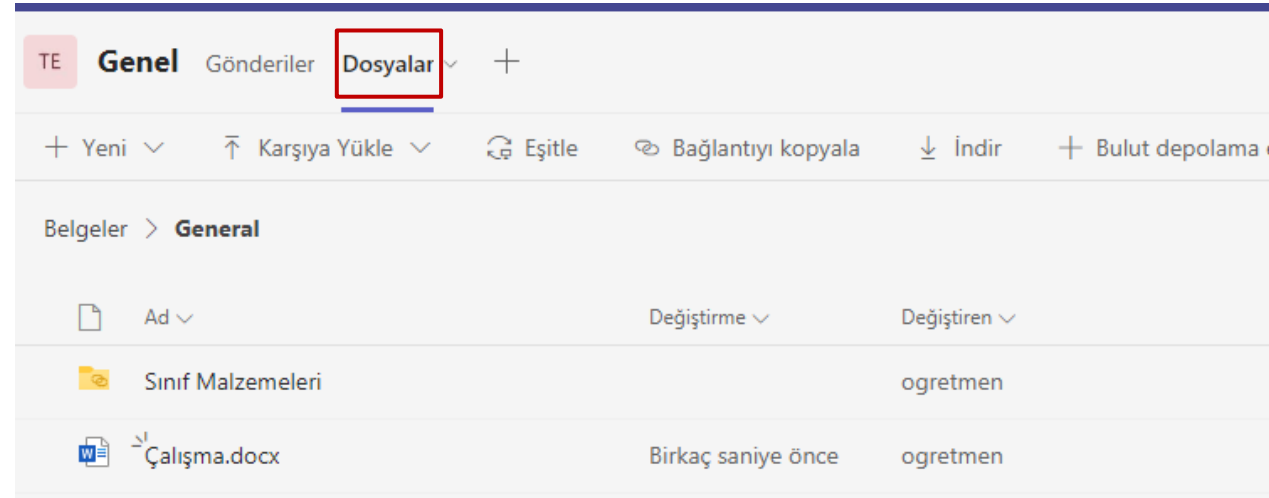 TE Genel Gönderiler Dosyalar
Yeni Karşıya Yükle Eşitle Bağlantıyı kopyala İndir Bulut depolama
Belgeler > General
Ad Değiştirme Değiştiren
Sınıf Malzemeleri ogretmen
Çalışma.docx Birkaç saniye önce ogretmen